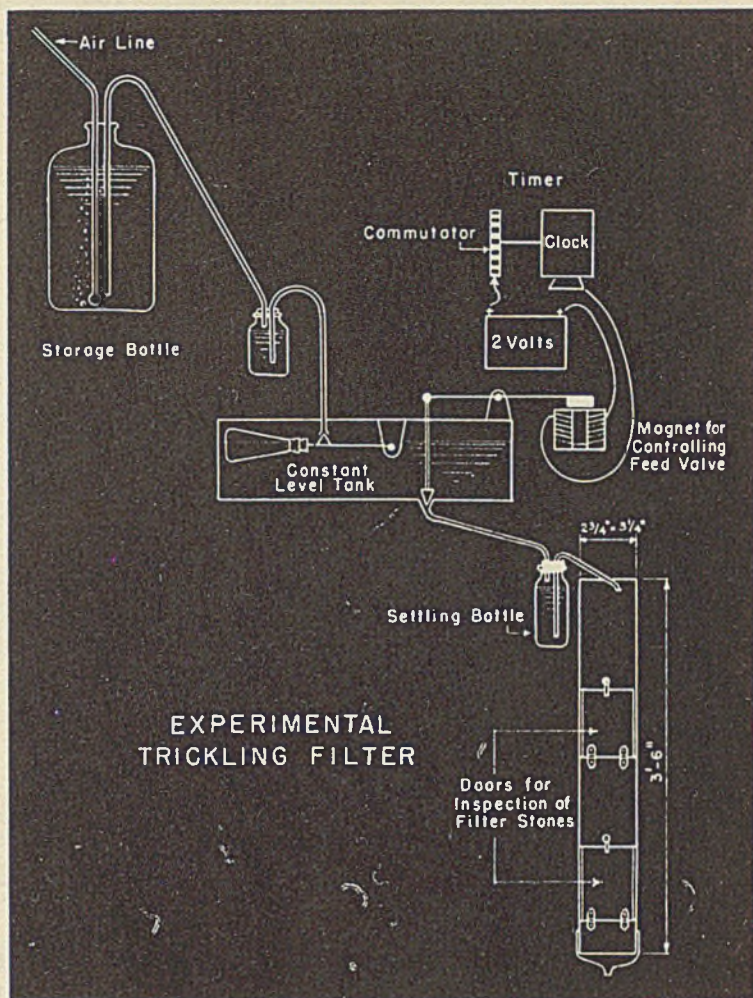 Air Line
Timer
Commutator
Clock
Storage Bottle
2 Volts
Magnet for
Controlling
Feed Valve
Constant
Level Tank
2 3/4" × 3 1/4"
Settling Bottle
EXPERIMENTAL
TRICKLING FILTER
3'-6"
Doors for
Inspection of
Filter Stones